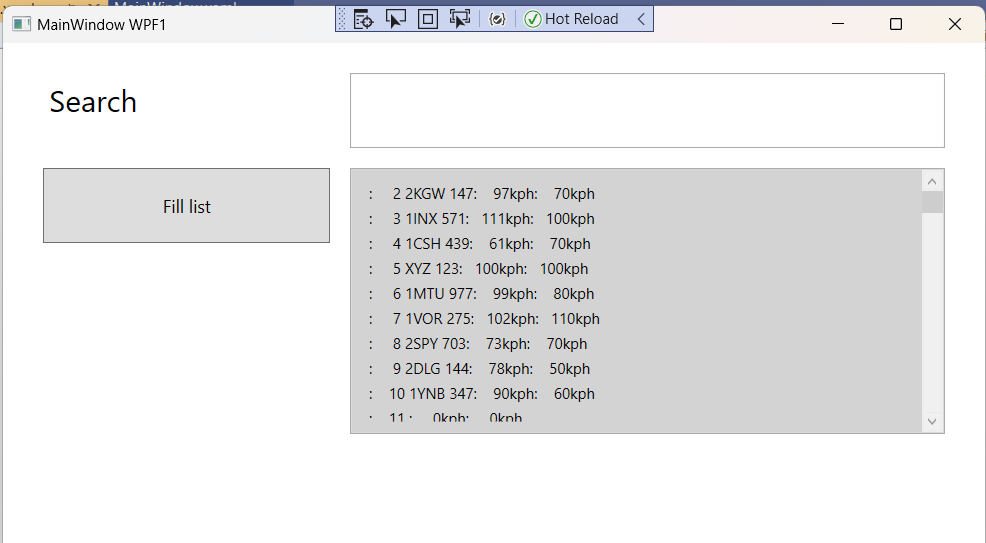 MainWindow WPF1
Hot Reload
Search
Fill list
: 2 2KGW 147: 97kph: 70kph
: 3 1INX 571: 111kph: 100kph
: 4 1CSH 439: 61kph: 70kph
: 5 XYZ 123: 100kph: 100kph
: 6 1MTU 977: 99kph: 80kph
: 7 1VOR 275: 102kph: 110kph
: 8 2SPY 703: 73kph: 70kph
: 9 2DLG 144: 78kph: 50kph
: 10 1YNB 347: 90kph: 60kph
: 11 : 0kph: 0kph